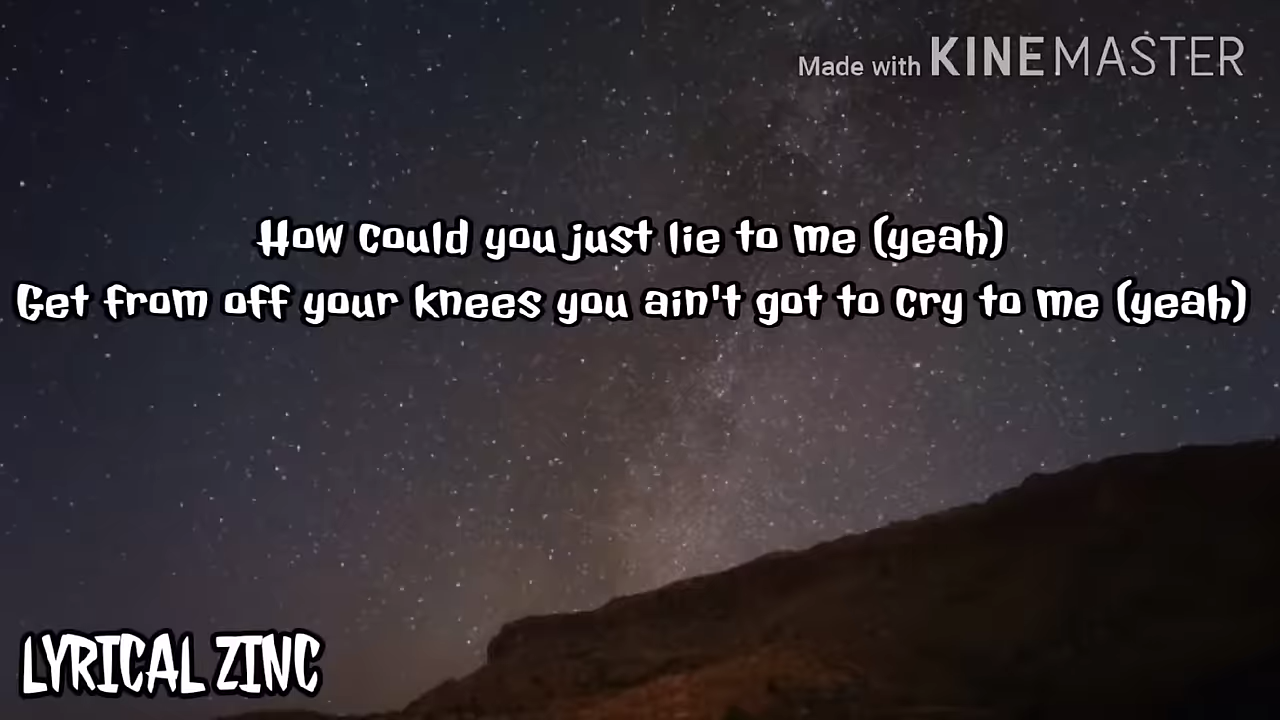 Made with KINEMASTER
How could you just lie to me (yeah)
Get from off your knees you ain't got to cry to me (yeah)
LYRICAL ZINC